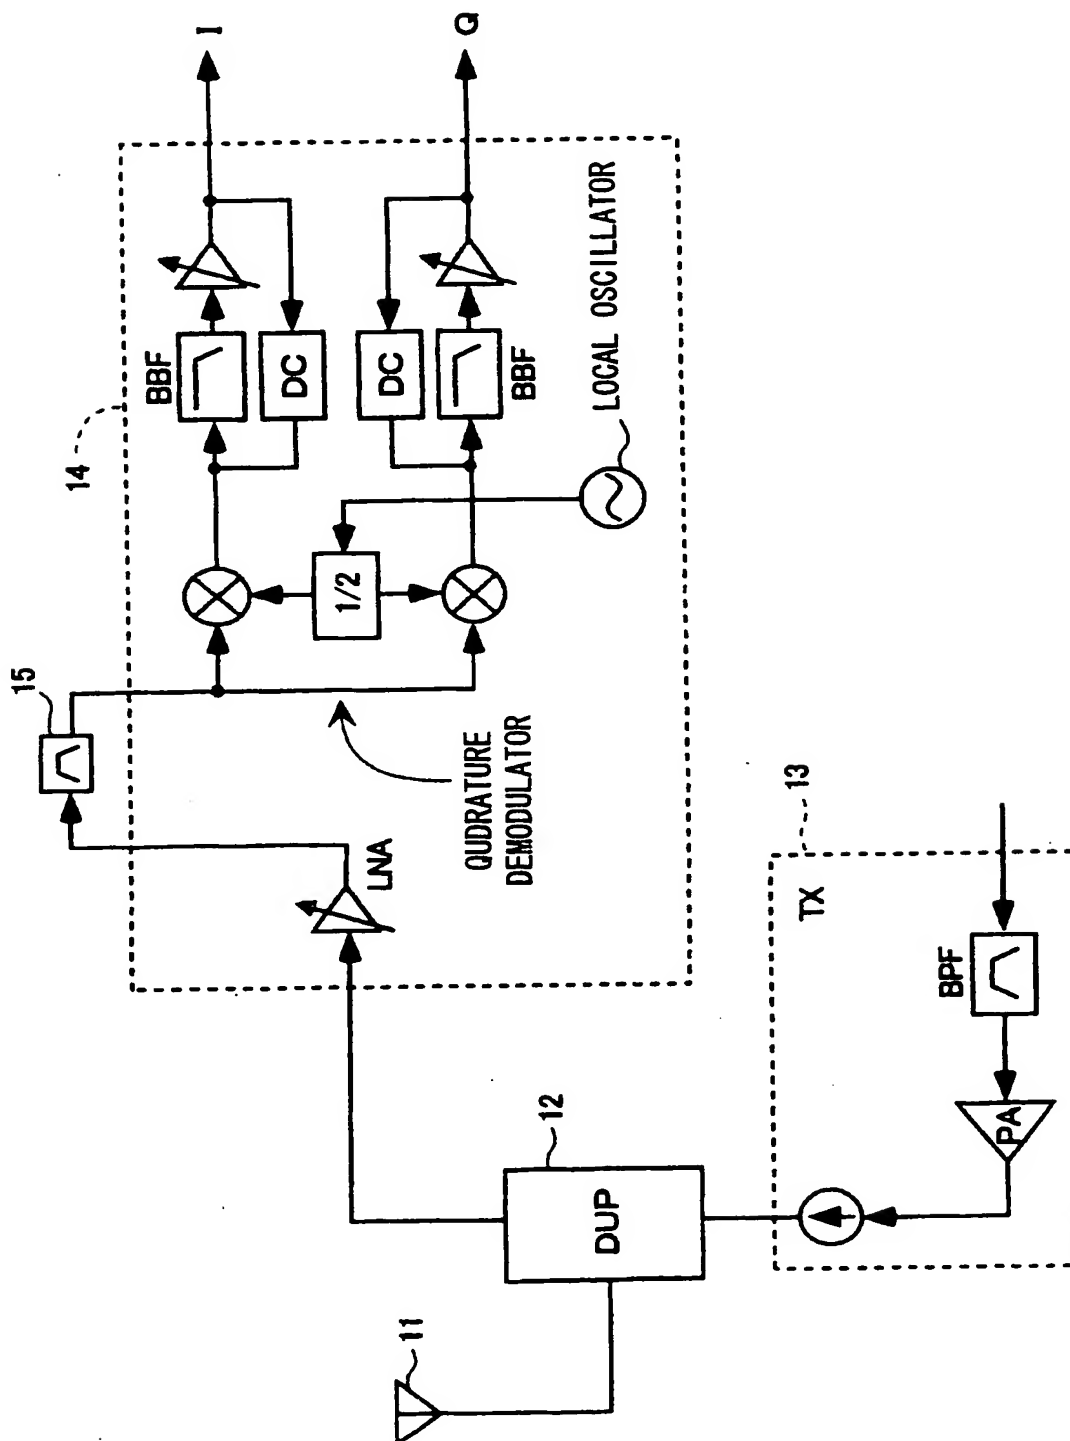 I
Q
14
BBF
DC
DC
BBF
LOCAL OSCILLATOR
1/2
15
QUDRATURE
DEMODULATOR
LNA
13
TX
BPF
PA
12
DUP
11